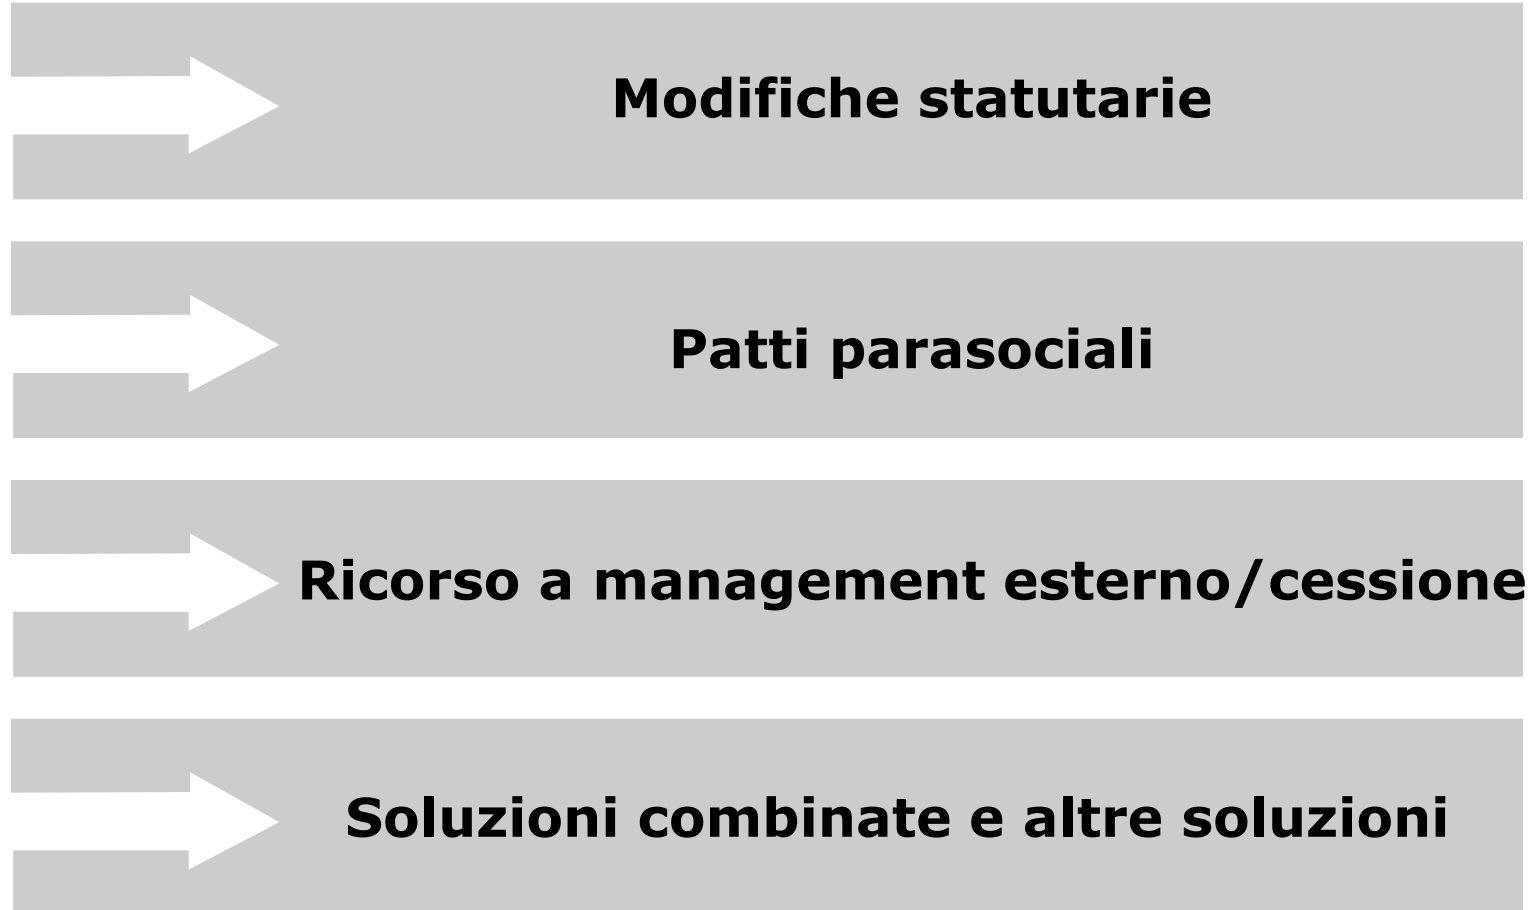 Modifiche statutarie
Patti parasociali
Ricorso a management esterno/cessione
Soluzioni combinate e altre soluzioni